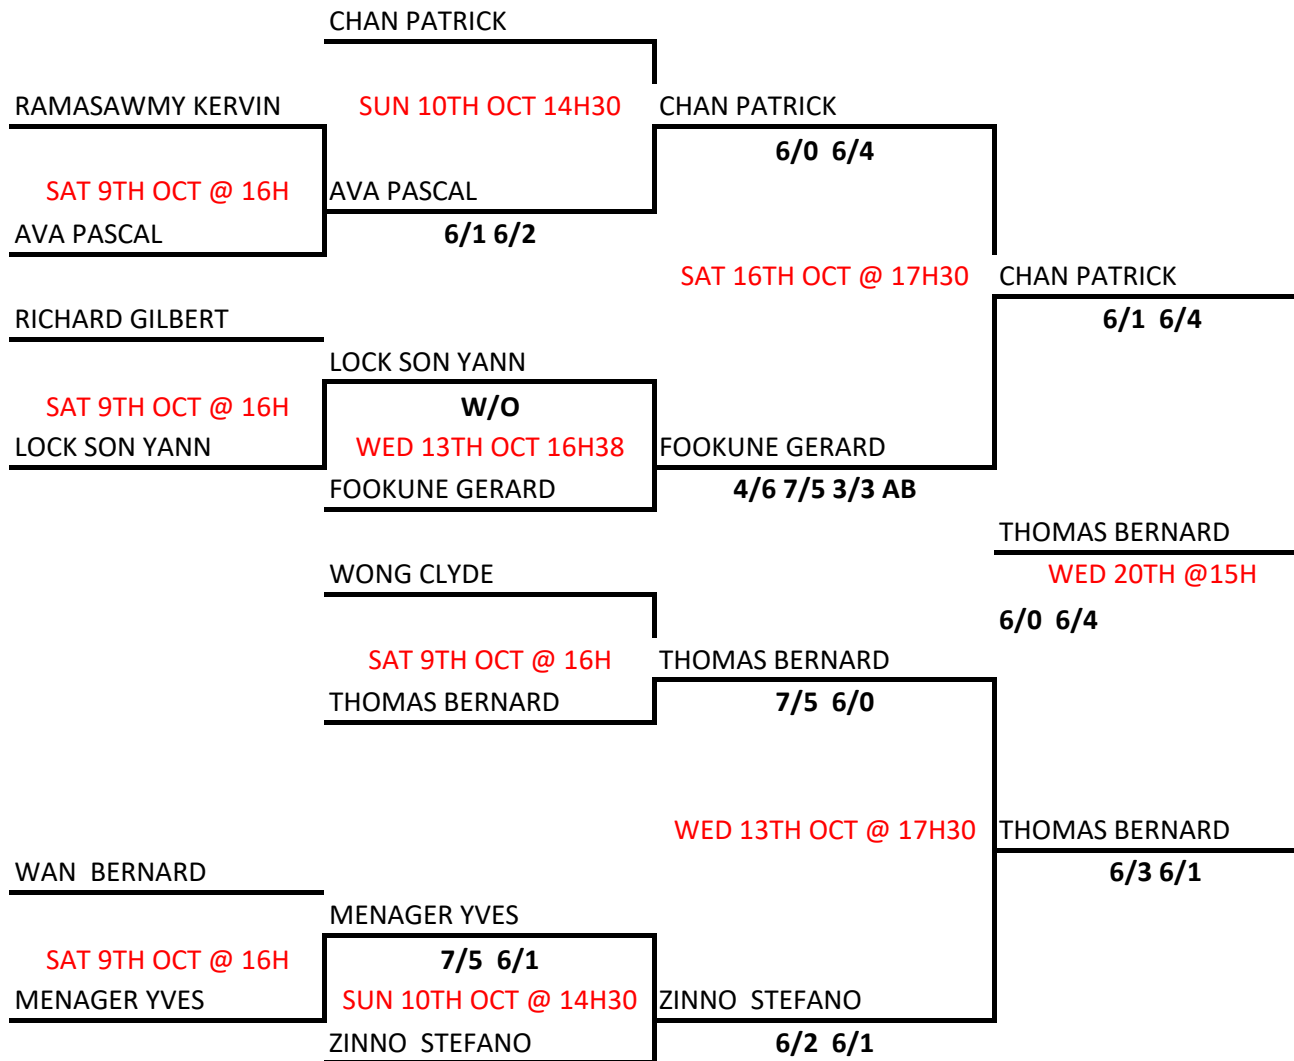 CHAN PATRICK
RAMASAWMY KERVIN
SUN 10TH OCT 14H30
CHAN PATRICK
6/0  6/4
SAT 9TH OCT @ 16H
AVA PASCAL
AVA PASCAL
6/1 6/2
SAT 16TH OCT @ 17H30
CHAN PATRICK
6/1  6/4
RICHARD GILBERT
LOCK SON YANN
SAT 9TH OCT @ 16H
W/O
LOCK SON YANN
WED 13TH OCT 16H38
FOOKUNE GERARD
FOOKUNE GERARD
4/6 7/5 3/3 AB
THOMAS BERNARD
WONG CLYDE
WED 20TH @15H
6/0  6/4
SAT 9TH OCT @ 16H
THOMAS BERNARD
THOMAS BERNARD
7/5  6/0
WED 13TH OCT @ 17H30
THOMAS BERNARD
WAN  BERNARD
6/3 6/1
MENAGER YVES
SAT 9TH OCT @ 16H
7/5  6/1
MENAGER YVES
SUN 10TH OCT @ 14H30
ZINNO  STEFANO
ZINNO  STEFANO
6/2  6/1